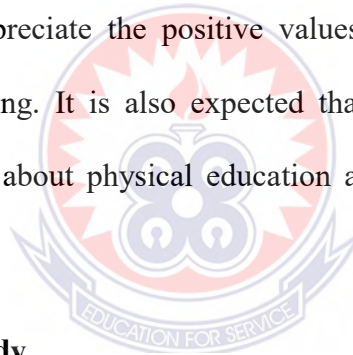 preciate the positive values
ng. It is also expected tha
about physical education a
EDUCATION FOR SERVICE
dy